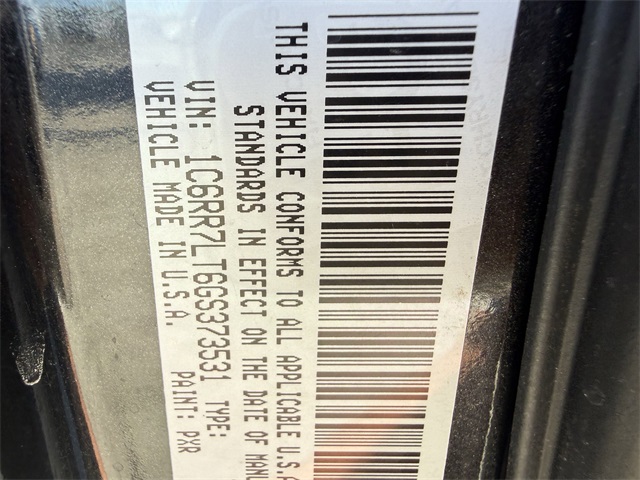 THIS VEHICLE CONFORMS TO ALL APPLICABLE U.S.A
STANDARDS IN EFFECT ON THE DATE OF MANU
VIN: 1C6RR7LT6GS373531 TYPE:
VEHICLE MADE IN U.S.A. PAINT: PXR